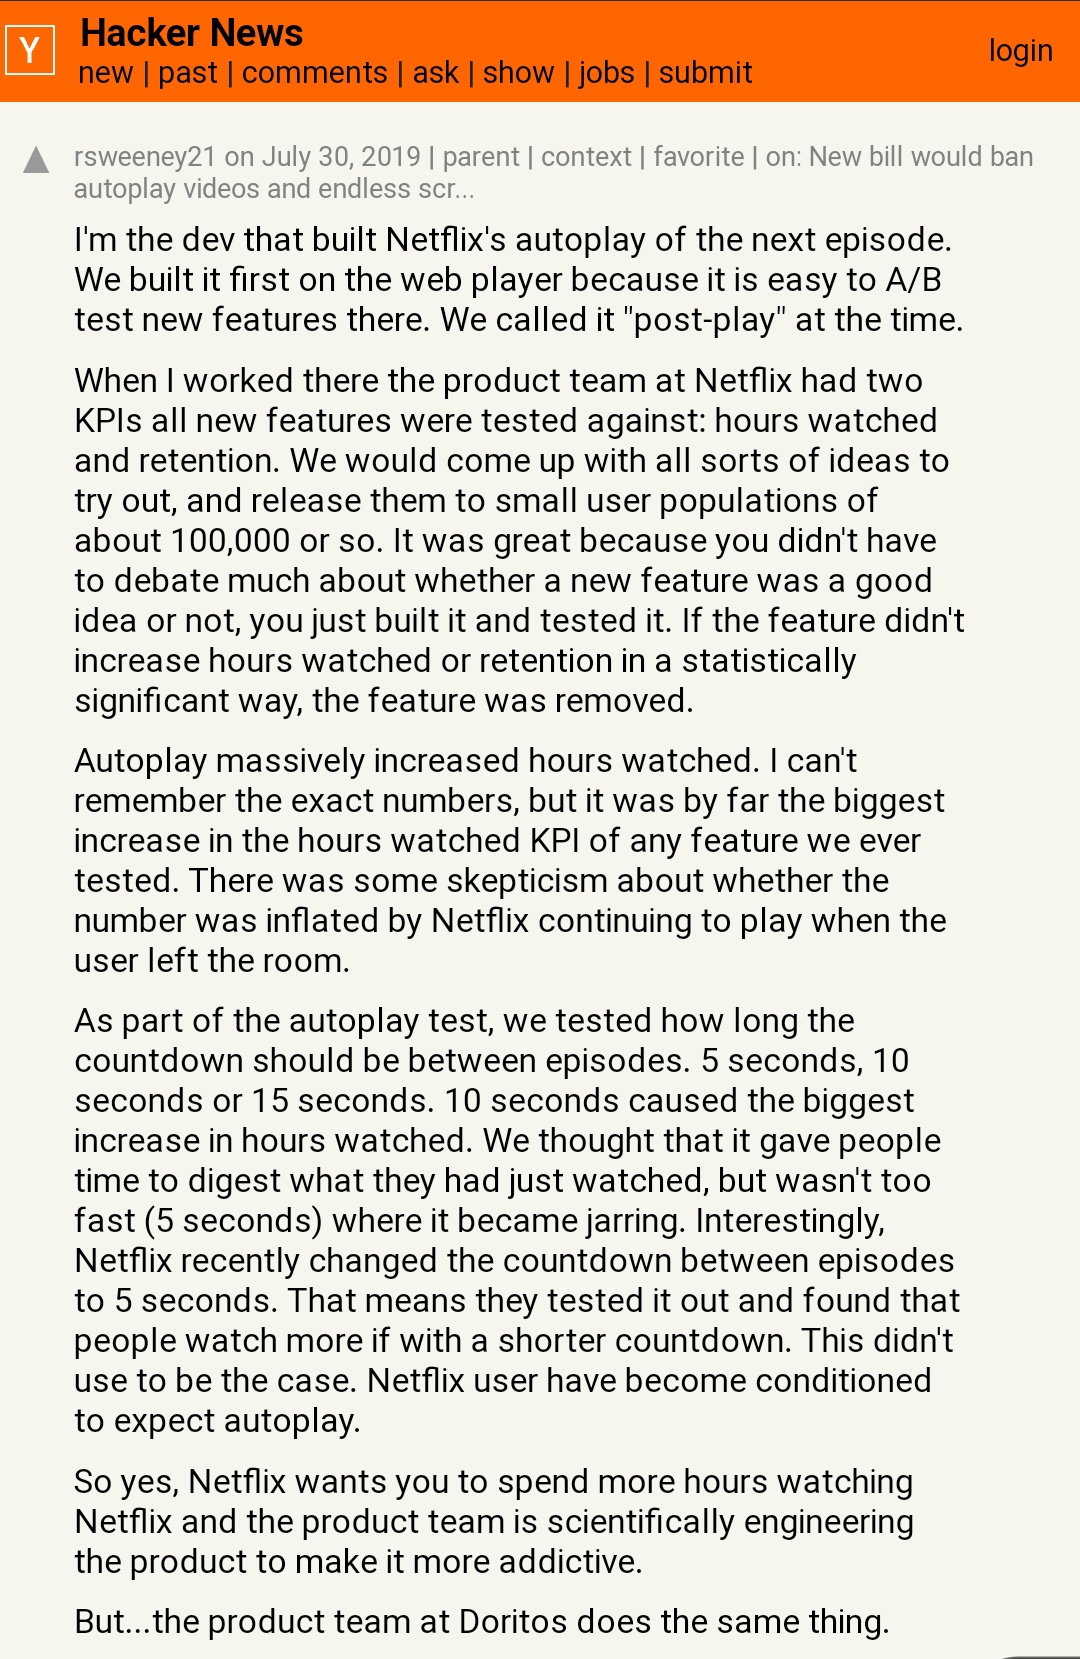 Y
Hacker News
new | past | comments | ask | show | jobs | submit
login
▲ rsweeney21 on July 30, 2019 | parent | context | favorite | on: New bill would ban
autoplay videos and endless scr...
I'm the dev that built Netflix's autoplay of the next episode.
We built it first on the web player because it is easy to A/B
test new features there. We called it "post-play" at the time.
When I worked there the product team at Netflix had two
KPIs all new features were tested against: hours watched
and retention. We would come up with all sorts of ideas to
try out, and release them to small user populations of
about 100,000 or so. It was great because you didn't have
to debate much about whether a new feature was a good
idea or not, you just built it and tested it. If the feature didn't
increase hours watched or retention in a statistically
significant way, the feature was removed.
Autoplay massively increased hours watched. I can't
remember the exact numbers, but it was by far the biggest
increase in the hours watched KPI of any feature we ever
tested. There was some skepticism about whether the
number was inflated by Netflix continuing to play when the
user left the room.
As part of the autoplay test, we tested how long the
countdown should be between episodes. 5 seconds, 10
seconds or 15 seconds. 10 seconds caused the biggest
increase in hours watched. We thought that it gave people
time to digest what they had just watched, but wasn't too
fast (5 seconds) where it became jarring. Interestingly,
Netflix recently changed the countdown between episodes
to 5 seconds. That means they tested it out and found that
people watch more if with a shorter countdown. This didn't
use to be the case. Netflix user have become conditioned
to expect autoplay.
So yes, Netflix wants you to spend more hours watching
Netflix and the product team is scientifically engineering
the product to make it more addictive.
But...the product team at Doritos does the same thing.